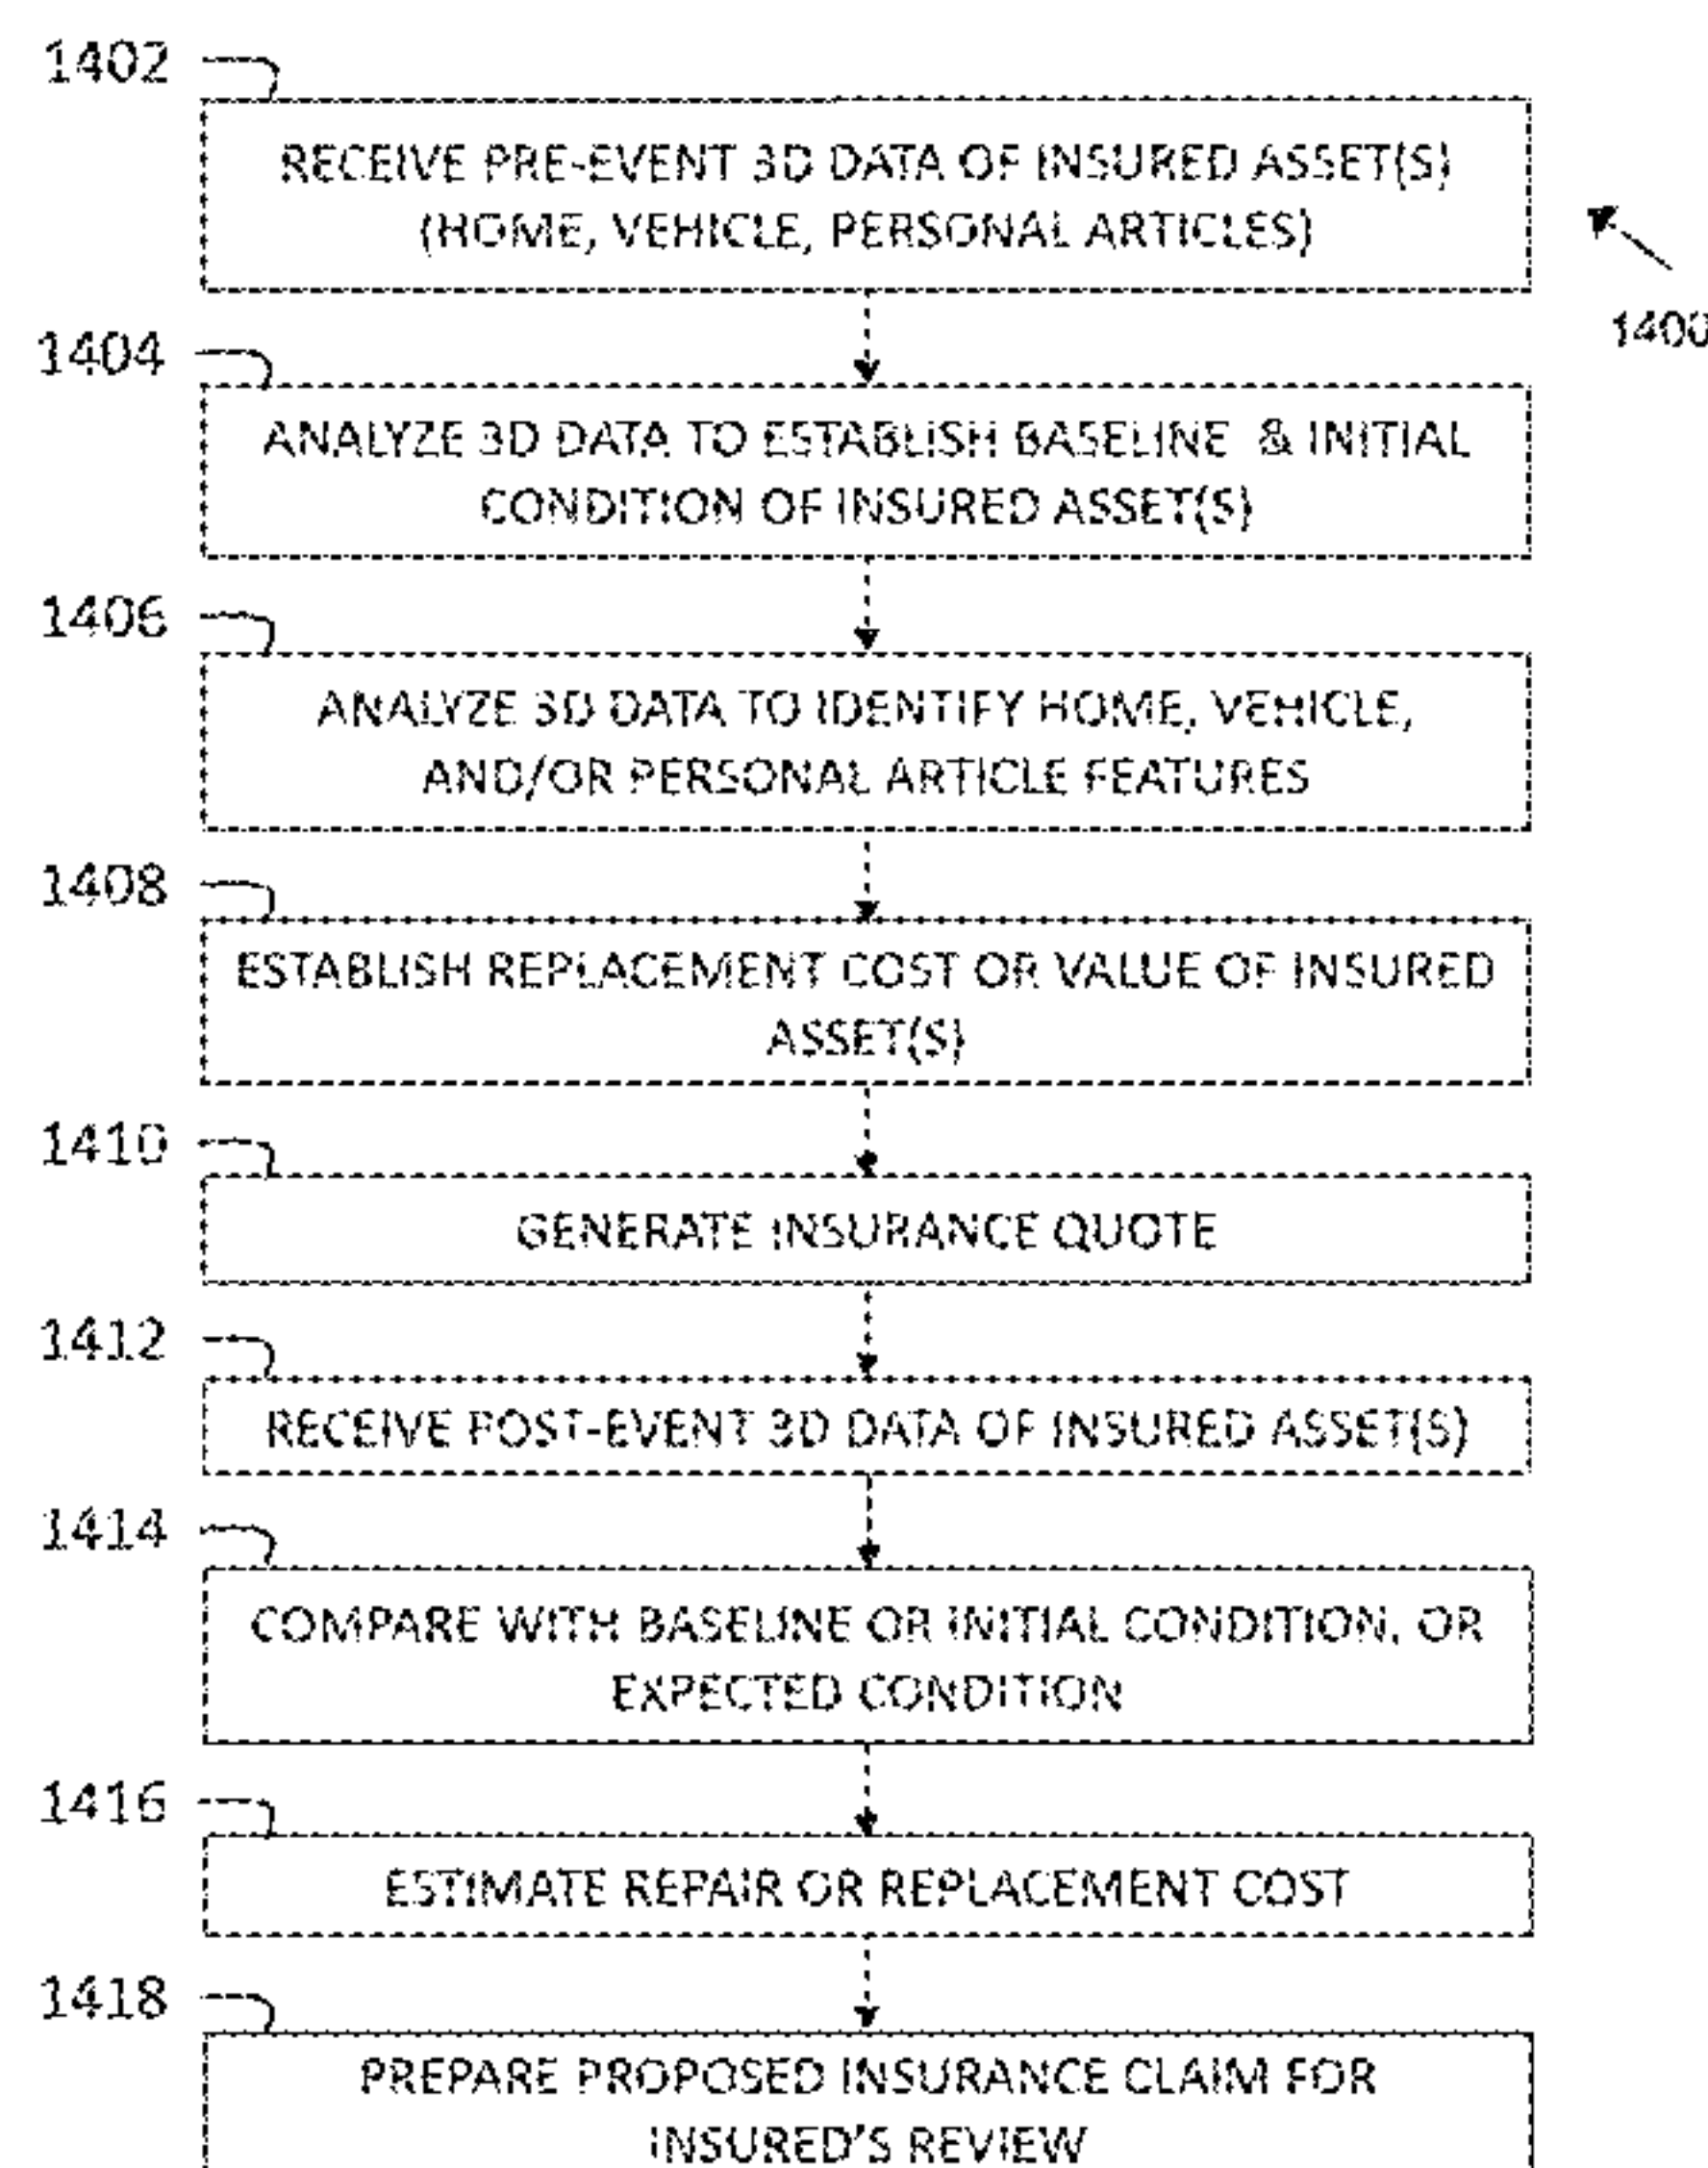 1402
RECEIVE PRE-EVENT 3D DATA OF INSURED ASSET(S)
(HOME, VEHICLE, PERSONAL ARTICLES)
1400
1404
ANALYZE 3D DATA TO ESTABLISH BASELINE & INITIAL
CONDITION OF INSURED ASSET(S)
1406
ANALYZE 3D DATA TO IDENTIFY HOME, VEHICLE,
AND/OR PERSONAL ARTICLE FEATURES
1408
ESTABLISH REPLACEMENT COST OR VALUE OF INSURED
ASSET(S)
1410
GENERATE INSURANCE QUOTE
1412
RECEIVE POST-EVENT 3D DATA OF INSURED ASSET(S)
1414
COMPARE WITH BASELINE OR INITIAL CONDITION, OR
EXPECTED CONDITION
1416
ESTIMATE REPAIR OR REPLACEMENT COST
1418
PREPARE PROPOSED INSURANCE CLAIM FOR
INSURED'S REVIEW